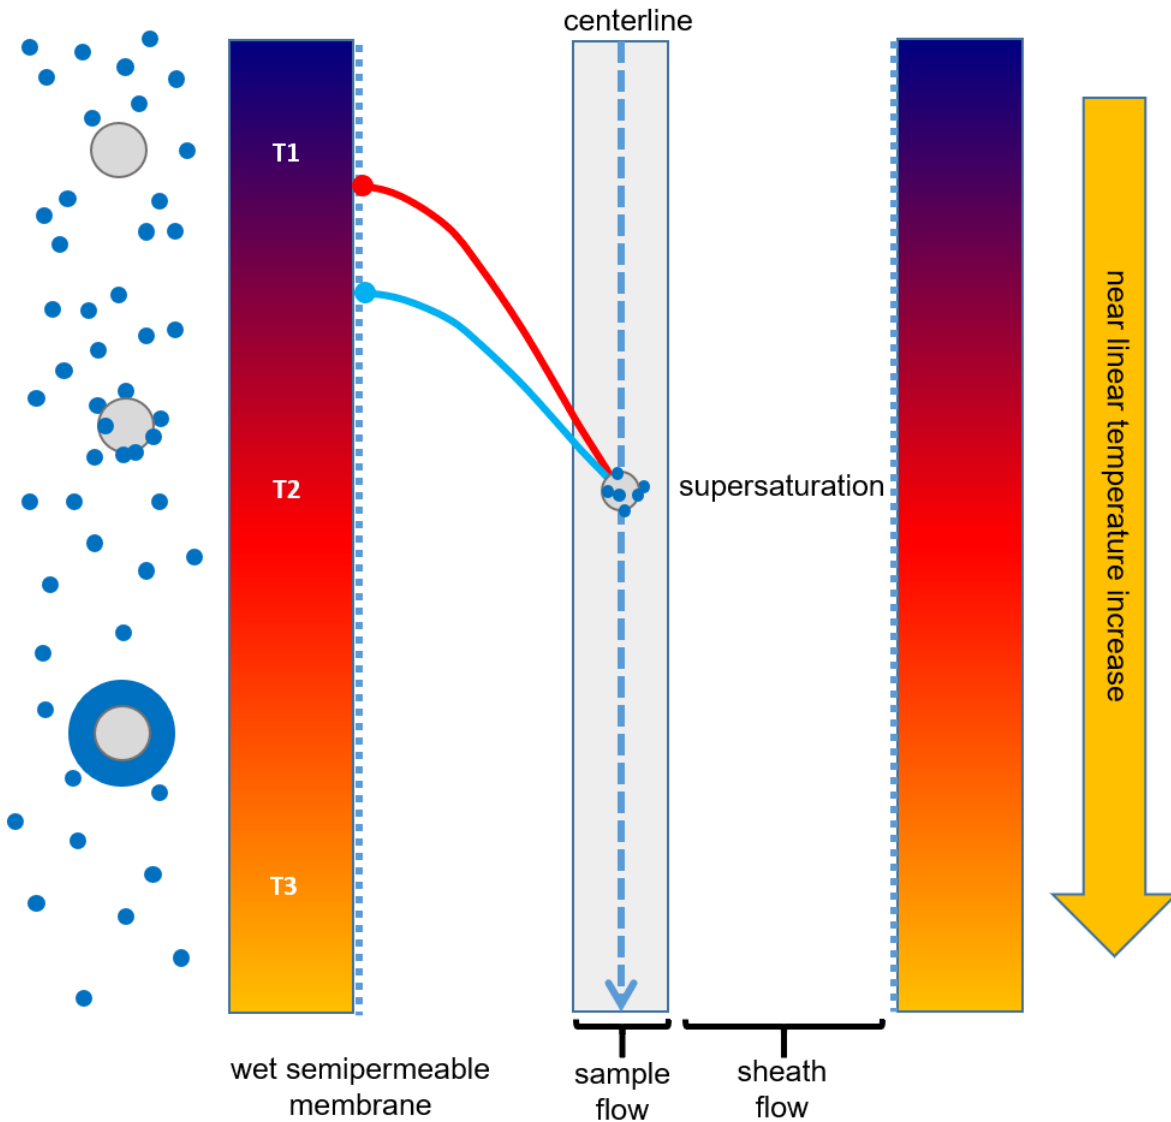 centerline
T1
T2
T3
supersaturation
near linear temperature increase
wet semipermeable
membrane
sample
flow
sheath
flow